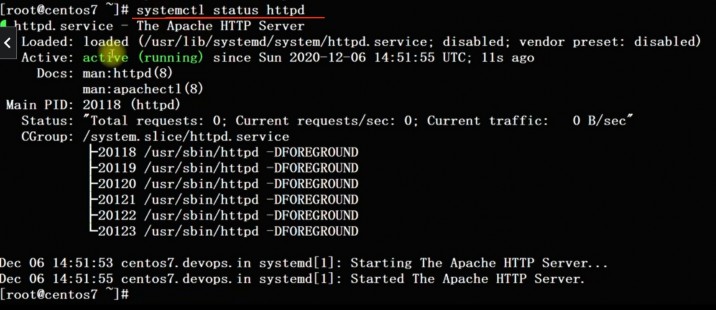 [root@centos7 ~]# systemctl status httpd
httpd.service - The Apache HTTP Server
Loaded: loaded (/usr/lib/systemd/system/httpd.service; disabled; vendor preset: disabled)
Active: active (running) since Sun 2020-12-06 14:51:55 UTC; 11s ago
Docs: man:httpd(8)
man:apachectl(8)
Main PID: 20118 (httpd)
Status: "Total requests: 0; Current requests/sec: 0; Current traffic:   0 B/sec"
CGroup: /system.slice/httpd.service
├─20118 /usr/sbin/httpd -DFOREGROUND
├─20119 /usr/sbin/httpd -DFOREGROUND
├─20120 /usr/sbin/httpd -DFOREGROUND
├─20121 /usr/sbin/httpd -DFOREGROUND
├─20122 /usr/sbin/httpd -DFOREGROUND
└─20123 /usr/sbin/httpd -DFOREGROUND
Dec 06 14:51:53 centos7.devops.in systemd[1]: Starting The Apache HTTP Server...
Dec 06 14:51:55 centos7.devops.in systemd[1]: Started The Apache HTTP Server.
[root@centos7 ~]#